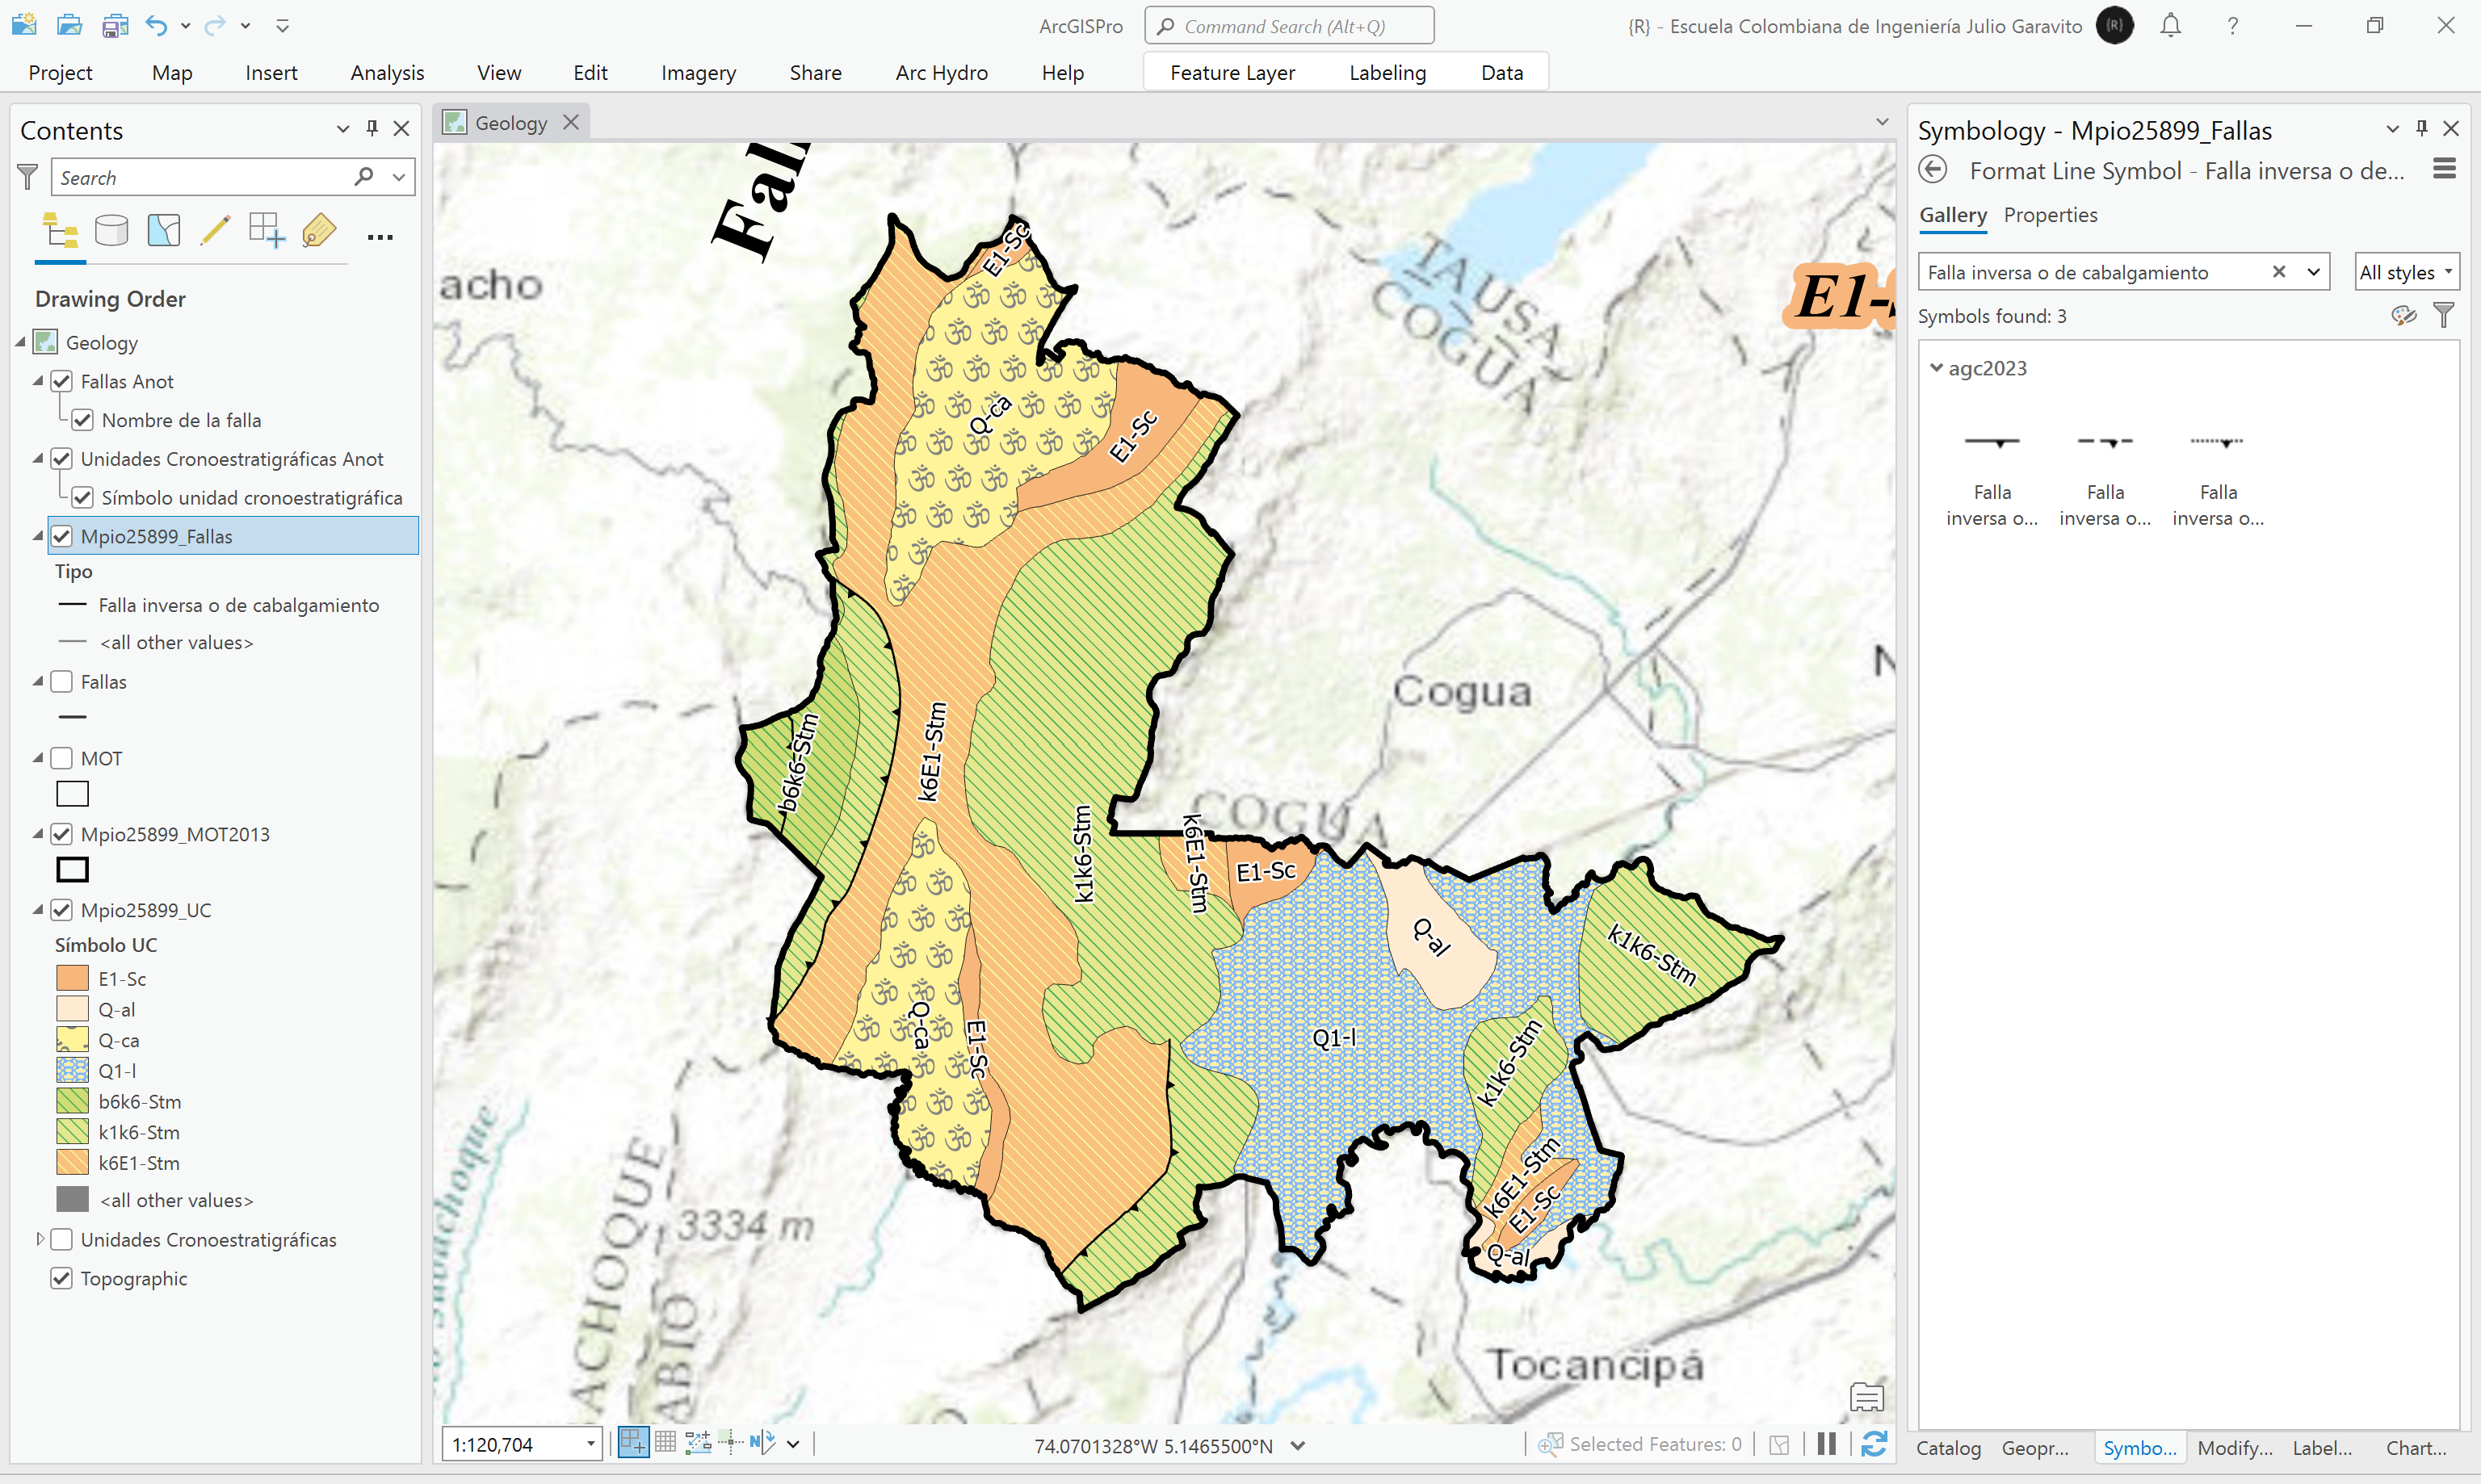 ArcGISPro
Command Search (Alt+Q)
{R} - Escuela Colombiana de Ingeniería Julio Garavito
{R}
Project
Map
Insert
Analysis
View
Edit
Imagery
Share
Arc Hydro
Help
Feature Layer
Labeling
Data
Contents
Search
Drawing Order
Geology
Fallas Anot
Nombre de la falla
Unidades Cronoestratigráficas Anot
Símbolo unidad cronoestratigráfica
Mpio25899_Fallas
Tipo
Falla inversa o de cabalgamiento
<all other values>
Fallas
MOT
Mpio25899_MOT2013
Mpio25899_UC
Símbolo UC
E1-Sc
Q-al
Q-ca
Q1-l
b6k6-Stm
k1k6-Stm
k6E1-Stm
<all other values>
Unidades Cronoestratigráficas
Topographic
Geology
Fall
acho
E1-Sc
TAUSA
COGUA
E1-
Q-ca
E1-Sc
Cogua
b6k6-Stm
k6E1-Stm
k1k6-Stm
COGUA
k6E1-Stm
E1-Sc
Q-al
k1k6-Stm
Q-ca
E1-Sc
Q1-l
k1k6-Stm
k6E1-Stm
E1-Sc
Q-al
3334 m
ACHOQUE
ABIO
Tocancipá
1:120,704
74.0701328°W 5.1465500°N
Selected Features: 0
Symbology - Mpio25899_Fallas
Format Line Symbol - Falla inversa o de...
Gallery
Properties
Falla inversa o de cabalgamiento
All styles
Symbols found: 3
agc2023
Falla
inversa o...
Falla
inversa o...
Falla
inversa o...
Catalog
Geopr...
Symbo...
Modify...
Label...
Chart...